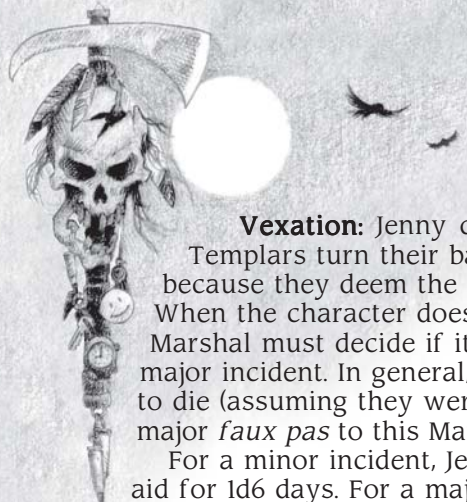 Vexation: Jenny d
Templars turn their ba
because they deem the
When the character does
Marshal must decide if it
major incident. In general,
to die (assuming they wer
major faux pas to this Ma
For a minor incident, Je
aid for 1d6 days. For a maj